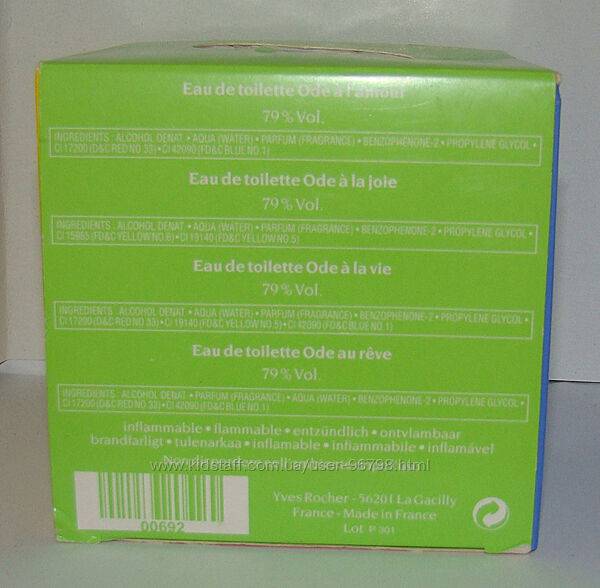 Eau de toilette Ode à l'amour
79% Vol.
INGREDIENTS : ALCOHOL DENAT • AQUA (WATER) • PARFUM (FRAGRANCE) • BENZOPHENONE-2 • PROPYLENE GLYCOL •
CI 17200 (D&C RED NO 33) • CI 42090 (FD&C BLUE NO.1)
Eau de toilette Ode à la joie
79% Vol.
INGREDIENTS : ALCOHOL DENAT. • AQUA (WATER) • PARFUM (FRAGRANCE) • BENZOPHENONE-2 • PROPYLENE GLYCOL •
CI 15985 (FD&C YELLOW NO.6) • CI 19140 (FD&C YELLOW NO.5)
Eau de toilette Ode à la vie
79% Vol.
INGREDIENTS : ALCOHOL DENAT. • AQUA (WATER) • PARFUM (FRAGRANCE) • BENZOPHENONE-2 • PROPYLENE GLYCOL •
CI 17200 (D&C RED NO. 33) • CI 19140 (FD&C YELLOW NO.5) • CI 42090 (FD&C BLUE NO.1)
Eau de toilette Ode au rêve
79% Vol.
INGREDIENTS : ALCOHOL DENAT. • PARFUM (FRAGRANCE) • AQUA (WATER) • BENZOPHENONE-2 • PROPYLENE GLYCOL •
CI 17200 (D&C RED NO. 33) • CI 42090 (FD&C BLUE NO.1)
inflammable • flammable • entzündlich • ontvlambaar
brandfarligt • tulenarkaa • inflamable • infiammabile • inflamável
www.kidstaff.com.ua/user-96798.html
00692
Yves Rocher - 56201 La Gacilly
France - Made in France
Lot P 301